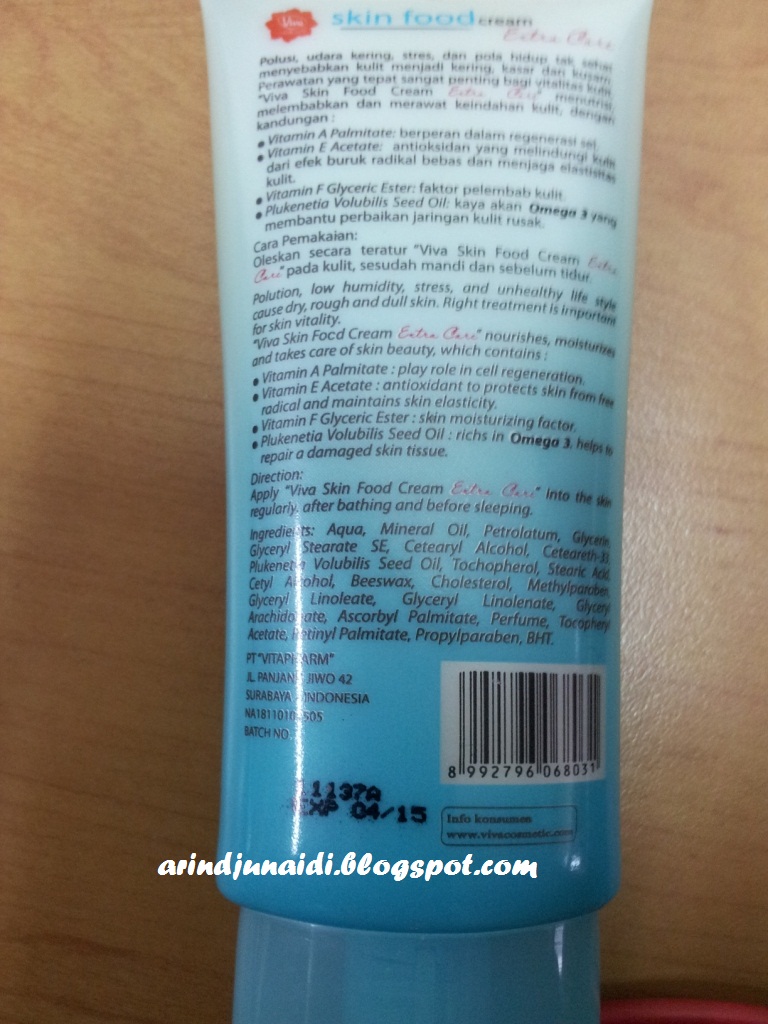 Viva
skin food cream
Extra Care
Polusi, udara kering, stres, dan pola hidup tak sehat
menyebabkan kulit menjadi kering, kasar dan kusam.
Perawatan yang tepat sangat penting bagi vitalitas kulit.
"Viva Skin Food Cream Extra Care" menutrisi,
melembabkan dan merawat keindahan kulit, dengan
kandungan :
• Vitamin A Palmitate: berperan dalam regenerasi sel.
• Vitamin E Acetate: antioksidan yang melindungi kulit
dari efek buruk radikal bebas dan menjaga elastisitas
kulit.
• Vitamin F Glyceric Ester: faktor pelembab kulit.
• Plukenetia Volubilis Seed Oil: kaya akan Omega 3 yang
membantu perbaikan jaringan kulit rusak.
Cara Pemakaian:
Oleskan secara teratur "Viva Skin Food Cream Extra
Care" pada kulit, sesudah mandi dan sebelum tidur.
Polution, low humidity, stress, and unhealthy life style
cause dry, rough and dull skin. Right treatment is important
for skin vitality.
"Viva Skin Food Cream Extra Care" nourishes, moisturizes
and takes care of skin beauty, which contains :
• Vitamin A Palmitate : play role in cell regeneration.
• Vitamin E Acetate : antioxidant to protects skin from free
radical and maintains skin elasticity.
• Vitamin F Glyceric Ester : skin moisturizing factor.
• Plukenetia Volubilis Seed Oil : richs in Omega 3, helps to
repair a damaged skin tissue.
Direction:
Apply "Viva Skin Food Cream Extra Care" into the skin
regularly, after bathing and before sleeping.
Ingredients: Aqua, Mineral Oil, Petrolatum, Glycerin,
Glyceryl Stearate SE, Cetearyl Alcohol, Ceteareth-33,
Plukenetia Volubilis Seed Oil, Tochopherol, Stearic Acid,
Cetyl Alcohol, Beeswax, Cholesterol, Methylparaben,
Glyceryl Linoleate, Glyceryl Linolenate, Glyceryl
Arachidonate, Ascorbyl Palmitate, Perfume, Tocopheryl
Acetate, Retinyl Palmitate, Propylparaben, BHT.
PT "VITAPHARM"
JL. PANJANG JIWO 42
SURABAYA - INDONESIA
BATCH NO.
11137A
EXP 04/15
8 992796 068031
Info konsumen
www.vivacosmetic.com
arindjunaidi.blogspot.com